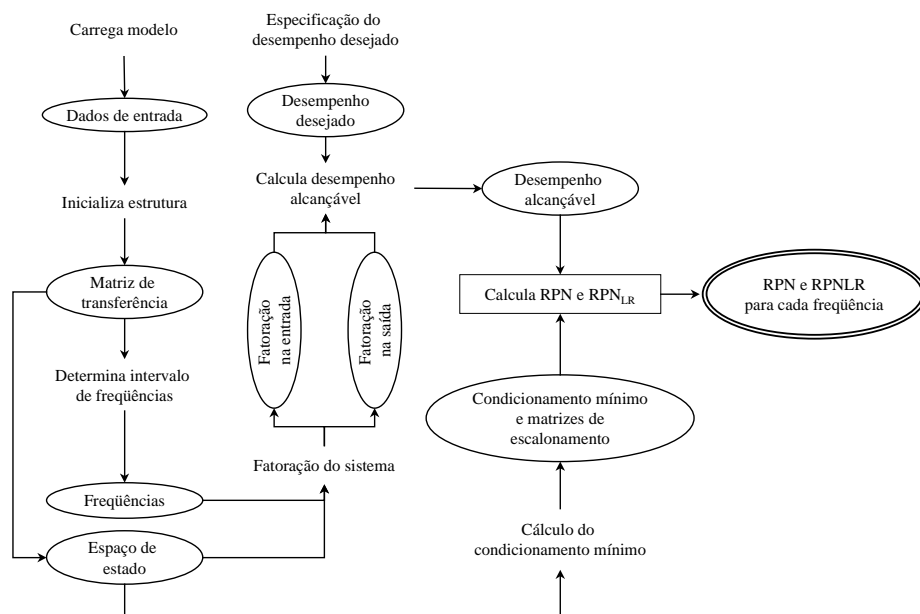 Carrega modelo
Dados de entrada
Inicializa estrutura
Matriz de
transferência
Determina intervalo
de freqüências
Freqüências
Espaço de
estado
Especificação do
desempenho desejado
Desempenho
desejado
Calcula desempenho
alcançável
Fatoração
na entrada
Fatoração
na saída
Fatoração do sistema
Desempenho
alcançável
Calcula RPN e RPN_LR
RPN e RPNLR
para cada freqüência
Condicionamento mínimo
e matrizes de
escalonamento
Cálculo do
condicionamento mínimo